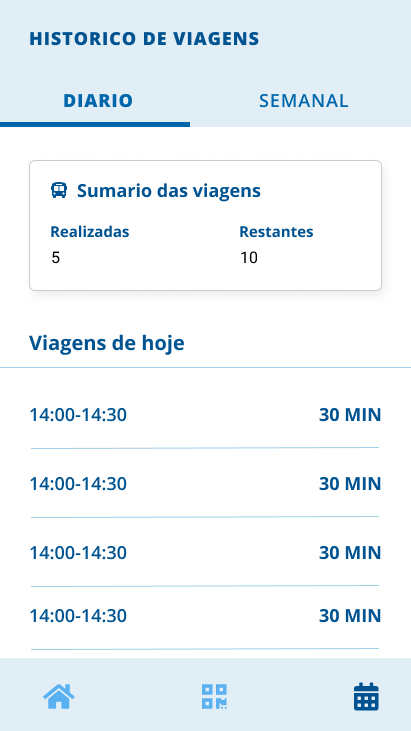 HISTORICO DE VIAGENS
DIARIO SEMANAL
Sumario das viagens
Realizadas Restantes
5 10
Viagens de hoje
14:00-14:30 30 MIN
14:00-14:30 30 MIN
14:00-14:30 30 MIN
14:00-14:30 30 MIN